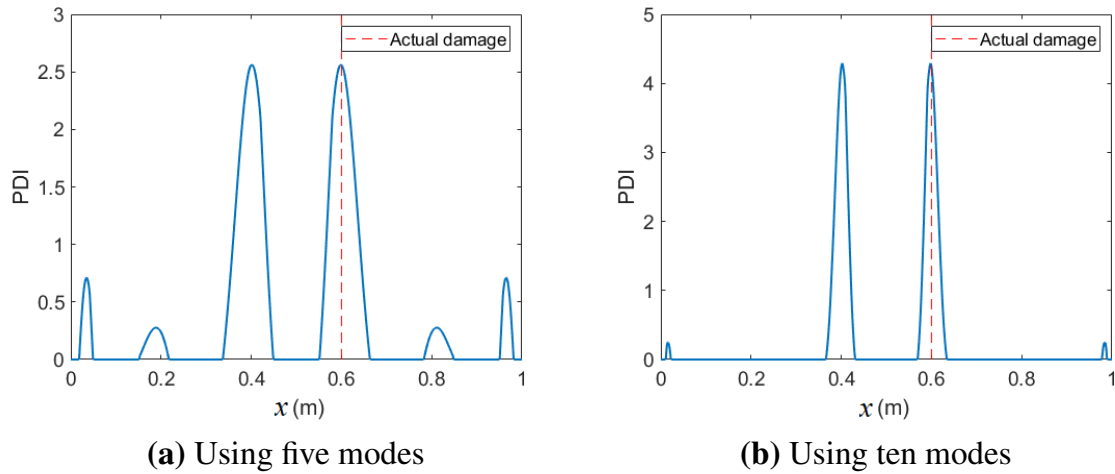 3
2.5
2
1.5
1
0.5
0
PDI
Actual damage
0 0.2 0.4 0.6 0.8 1
x (m)
(a) Using five modes
5
4
3
2
1
0
PDI
Actual damage
0 0.2 0.4 0.6 0.8 1
x (m)
(b) Using ten modes